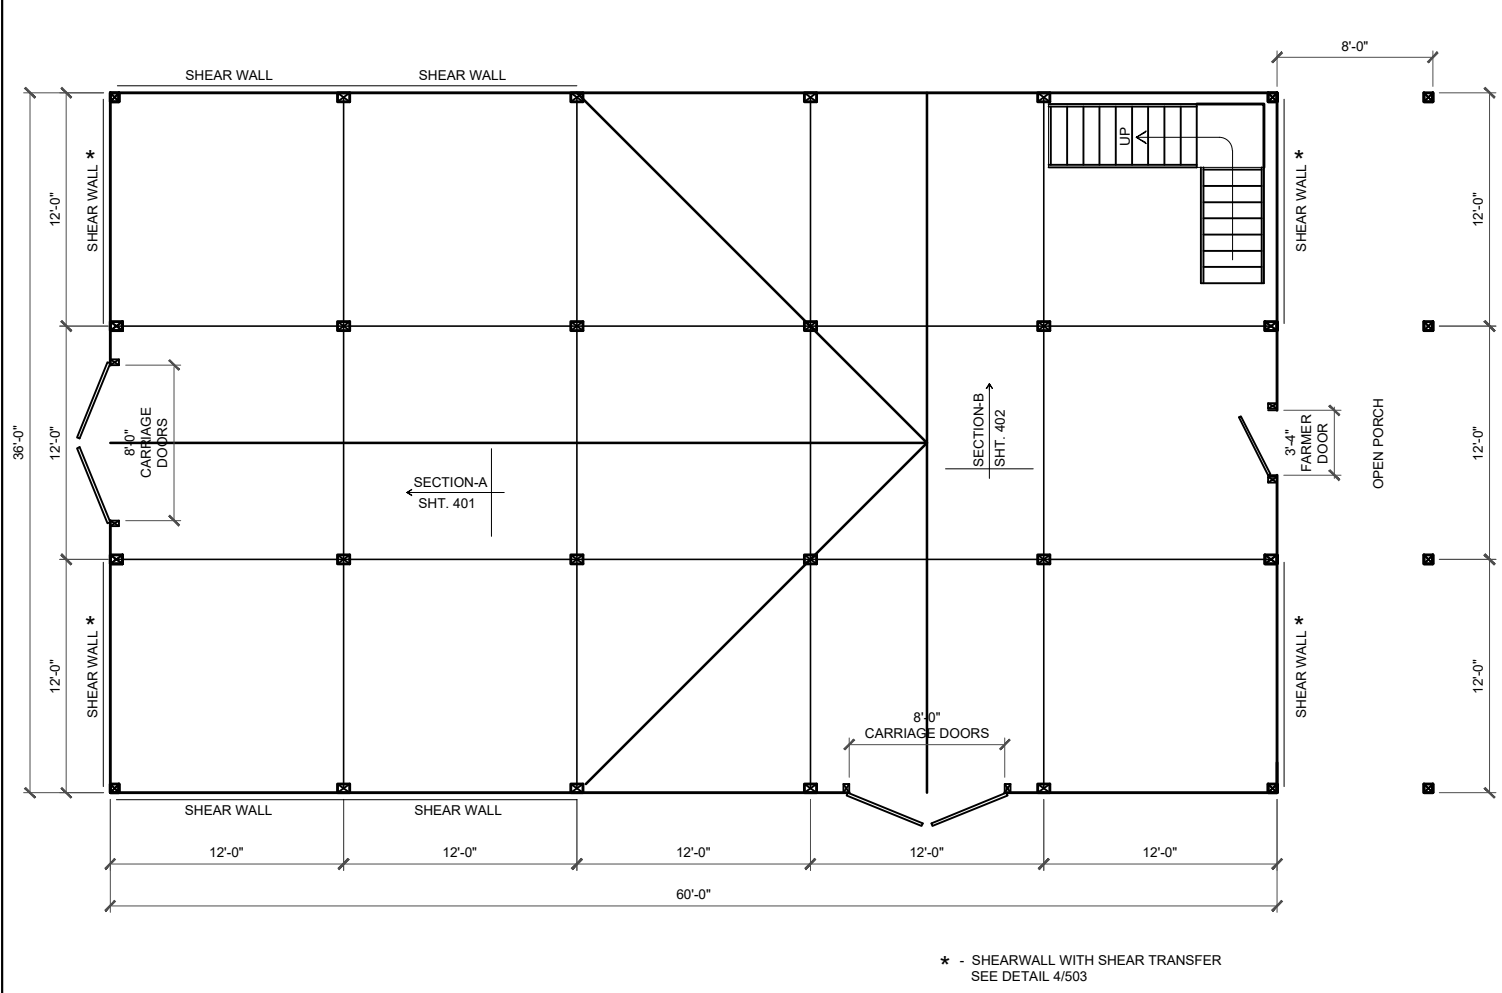 8'-0"
SHEAR WALL
SHEAR WALL
SHEAR WALL *
12'-0"
UP
SHEAR WALL *
12'-0"
36'-0"
12'-0"
8'-0"
CARRIAGE
DOORS
SECTION-A
SHT. 401
SECTION-B
SHT. 402
3'-4"
FARMER
DOOR
OPEN PORCH
12'-0"
12'-0"
SHEAR WALL *
8'-0"
CARRIAGE DOORS
SHEAR WALL *
12'-0"
SHEAR WALL
SHEAR WALL
12'-0"
12'-0"
12'-0"
12'-0"
12'-0"
60'-0"
* - SHEARWALL WITH SHEAR TRANSFER
SEE DETAIL 4/503